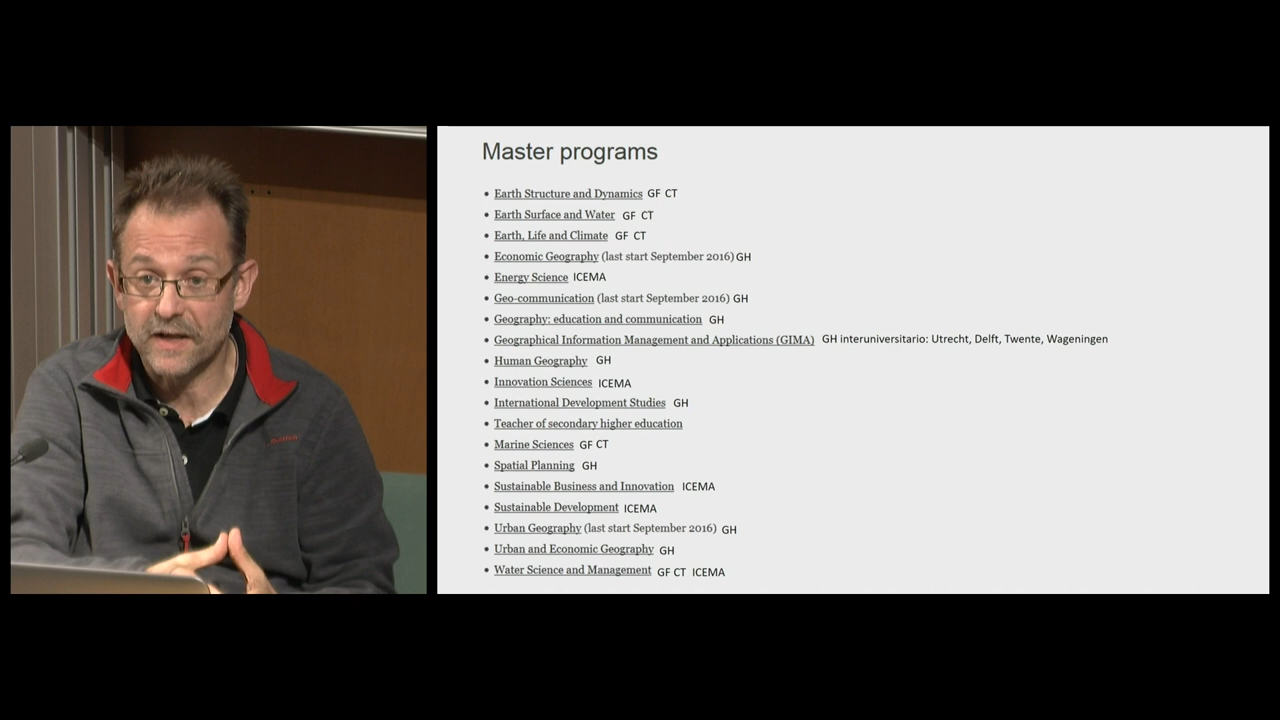 Master programs
• Earth Structure and Dynamics GF CT
• Earth Surface and Water GF CT
• Earth, Life and Climate GF CT
• Economic Geography (last start September 2016) GH
• Energy Science ICEMA
• Geo-communication (last start September 2016) GH
• Geography: education and communication GH
• Geographical Information Management and Applications (GIMA) GH interuniversitario: Utrecht, Delft, Twente, Wageningen
• Human Geography GH
• Innovation Sciences ICEMA
• International Development Studies GH
• Teacher of secondary higher education
• Marine Sciences GF CT
• Spatial Planning GH
• Sustainable Business and Innovation ICEMA
• Sustainable Development ICEMA
• Urban Geography (last start September 2016) GH
• Urban and Economic Geography GH
• Water Science and Management GF CT ICEMA